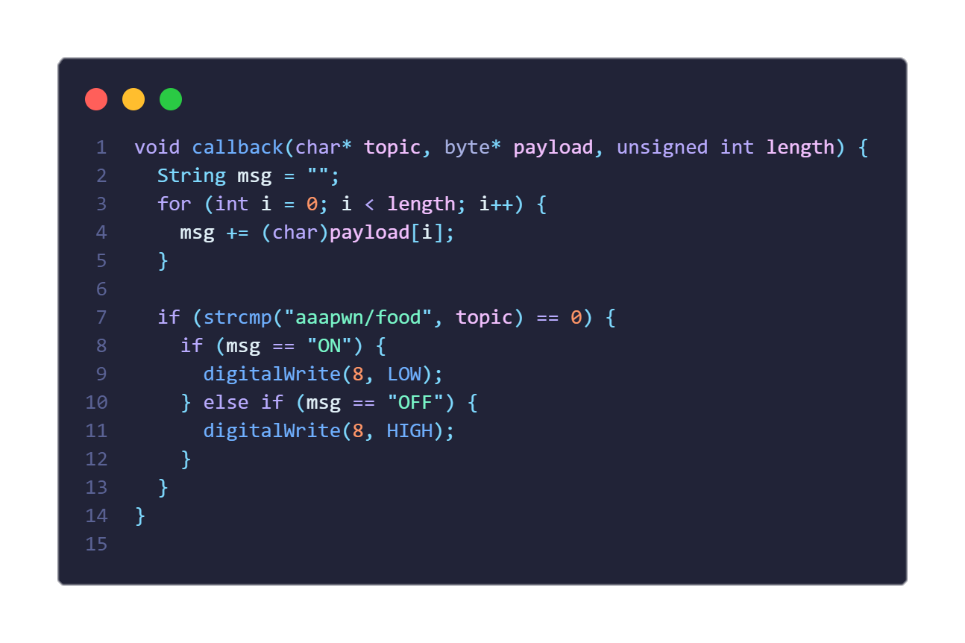 1 void callback(char* topic, byte* payload, unsigned int length) {
2 String msg = "";
3 for (int i = 0; i < length; i++) {
4 msg += (char)payload[i];
5 }
6
7 if (strcmp("aaapwn/food", topic) == 0) {
8 if (msg == "ON") {
9 digitalWrite(8, LOW);
10 } else if (msg == "OFF") {
11 digitalWrite(8, HIGH);
12 }
13 }
14 }
15